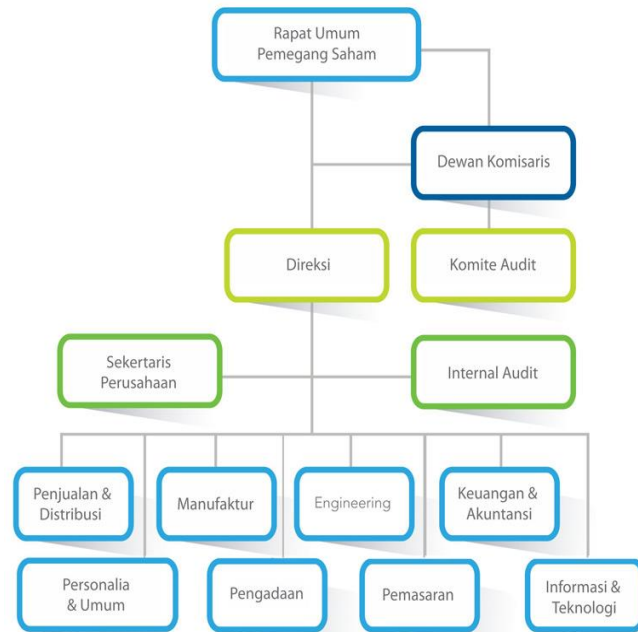 Rapat Umum
Pemegang Saham
Dewan Komisaris
Direksi
Komite Audit
Sekertaris
Perusahaan
Internal Audit
Penjualan &
Distribusi
Manufaktur
Engineering
Keuangan &
Akuntansi
Personalia
& Umum
Pengadaan
Pemasaran
Informasi &
Teknologi